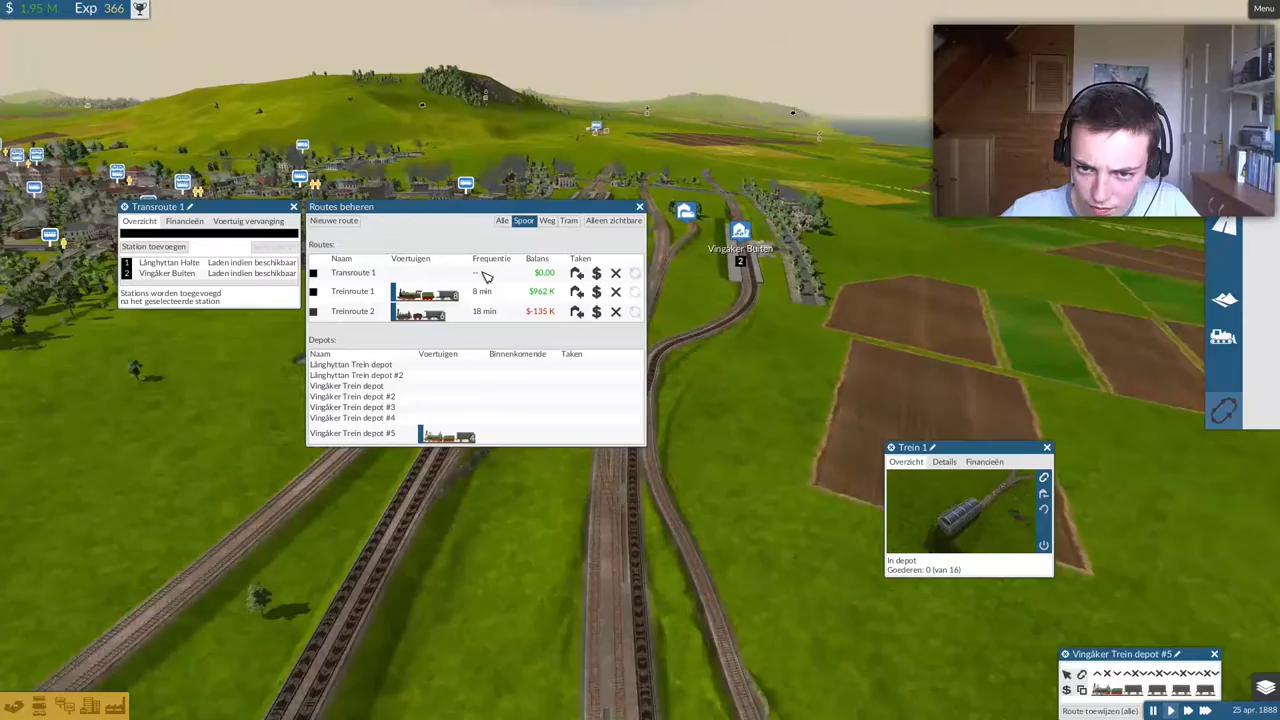 $ 1.95 M Exp 366
Menu
Transroute 1
Overzicht Financieën Voertuig vervanging
Station toevoegen
1 Långhyttan Halte Laden indien beschikbaar
2 Vingåker Buiten Laden indien beschikbaar
Stations worden toegevoegd
na het geselecteerde station
Routes beheren
Nieuwe route Alle Spoor Weg Tram Alleen zichtbare
Routes:
Naam Voertuigen Frequentie Balans Taken
Transroute 1 -- $0.00
Treinroute 1 8 8 min $962 K
Treinroute 2 8 18 min $-135 K
Depots:
Naam Voertuigen Binnenkomende Taken
Långhyttan Trein depot
Långhyttan Trein depot #2
Vingåker Trein depot
Vingåker Trein depot #2
Vingåker Trein depot #3
Vingåker Trein depot #4
Vingåker Trein depot #5 4
Vingåker Buiten
2
Trein 1
Overzicht Details Financieën
In depot
Goederen: 0 (van 16)
Vingåker Trein depot #5
Route toewijzen (alle)
25 apr. 1888